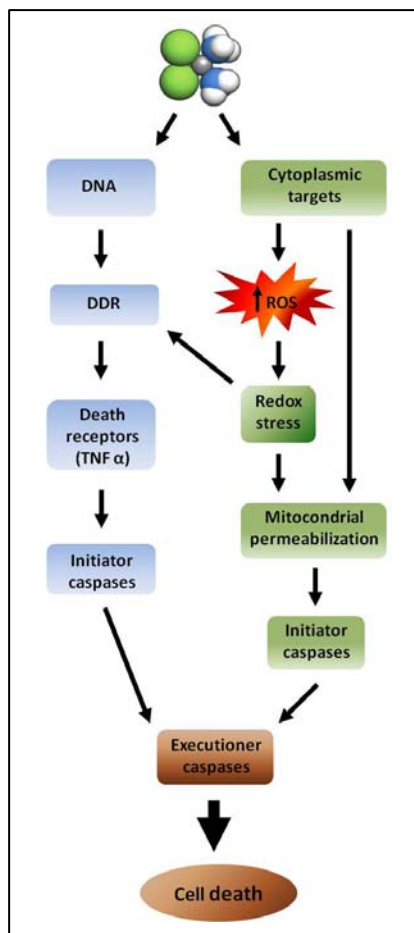 DNA
Cytoplasmic
targets
DDR
ROS
Death
receptors
(TNF α)
Redox
stress
Initiator
caspases
Mitocondrial
permeabilization
Initiator
caspases
Executioner
caspases
Cell death